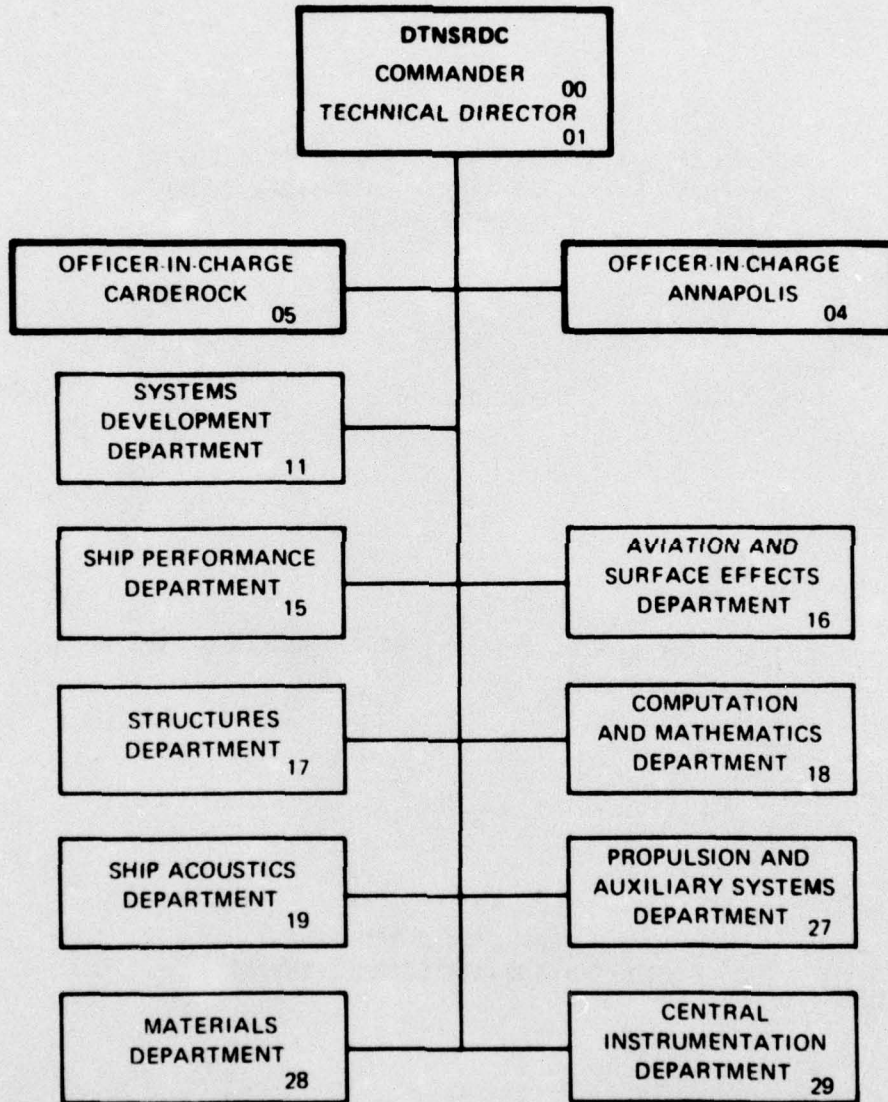 DTNSRDC
COMMANDER
00
TECHNICAL DIRECTOR
01
OFFICER-IN-CHARGE
CARDEROCK
05
OFFICER-IN-CHARGE
ANNAPOLIS
04
SYSTEMS
DEVELOPMENT
DEPARTMENT
11
SHIP PERFORMANCE
DEPARTMENT
15
AVIATION AND
SURFACE EFFECTS
DEPARTMENT
16
STRUCTURES
DEPARTMENT
17
COMPUTATION
AND MATHEMATICS
DEPARTMENT
18
SHIP ACOUSTICS
DEPARTMENT
19
PROPULSION AND
AUXILIARY SYSTEMS
DEPARTMENT
27
MATERIALS
DEPARTMENT
28
CENTRAL
INSTRUMENTATION
DEPARTMENT
29